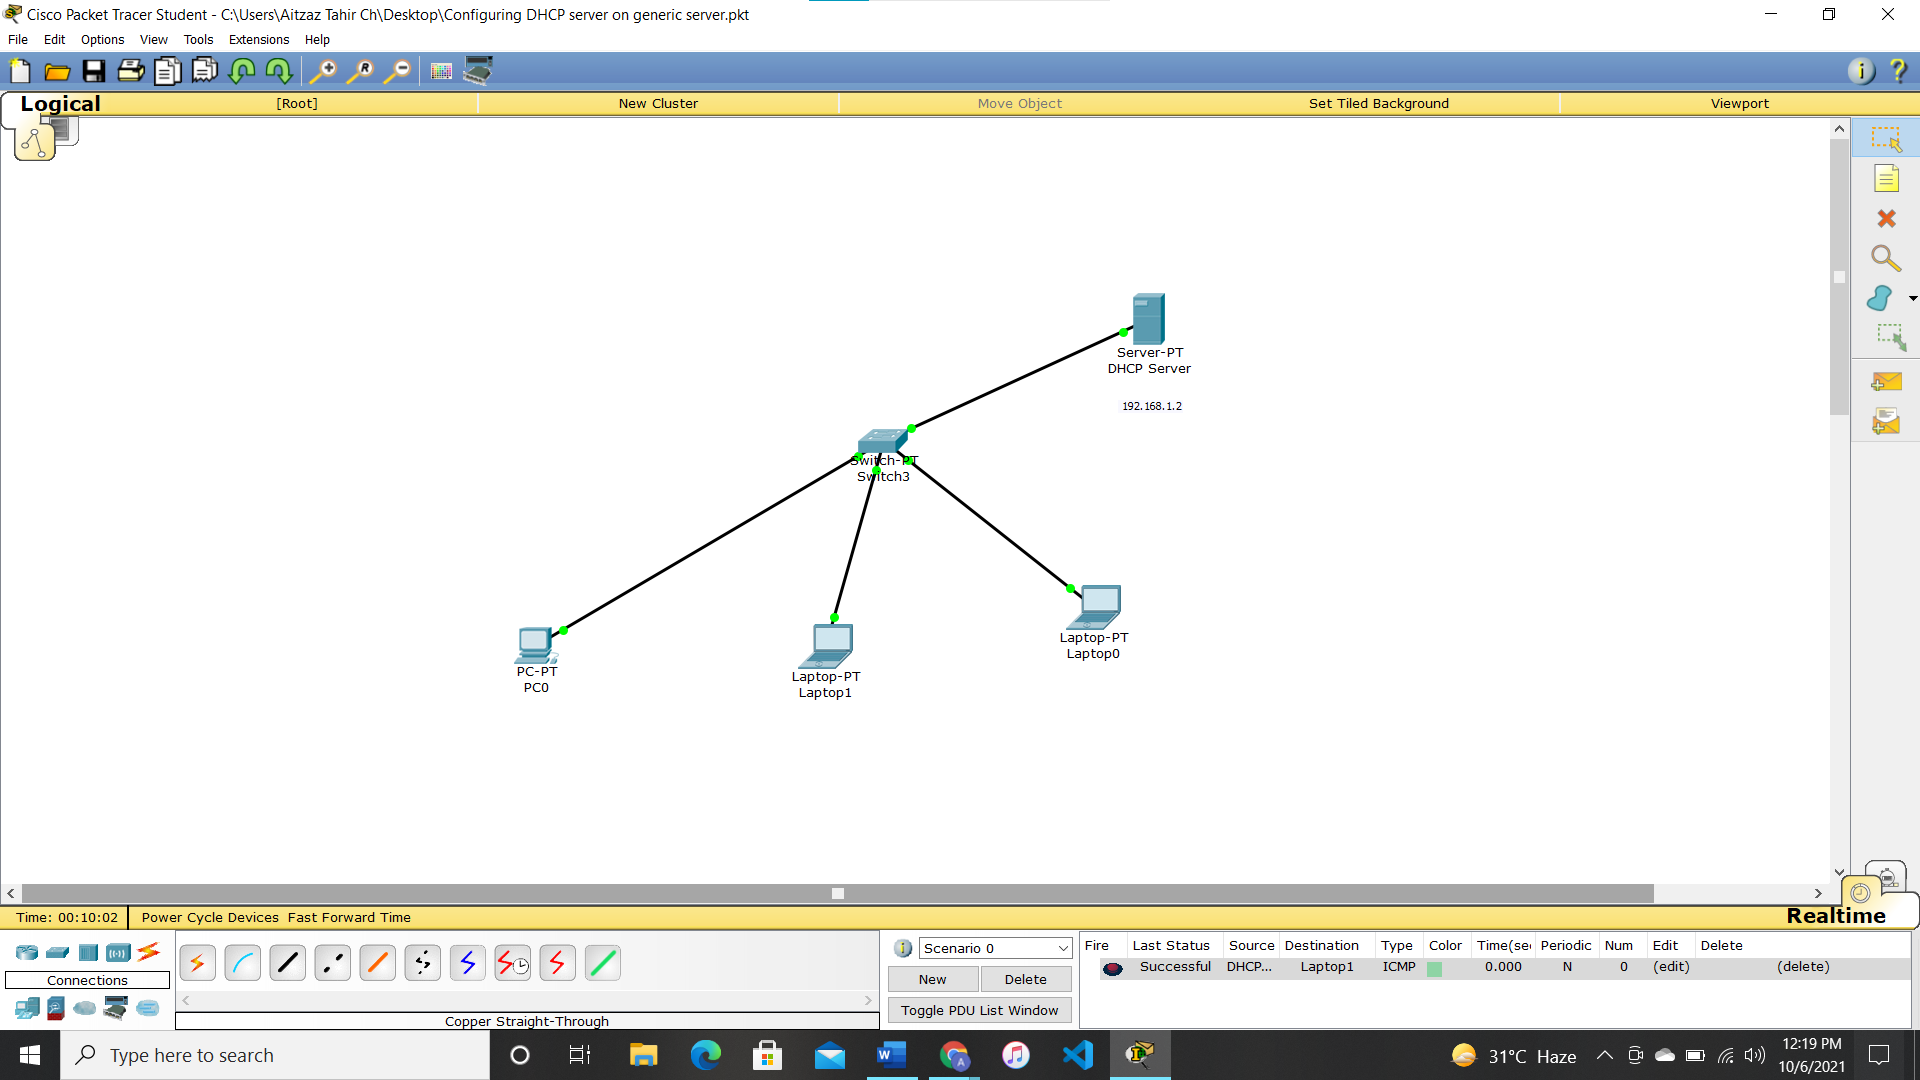 Cisco Packet Tracer Student - C:\Users\Aitzaz Tahir Ch\Desktop\Configuring DHCP server on generic server.pkt
File Edit Options View Tools Extensions Help
Logical [Root] New Cluster Move Object Set Tiled Background Viewport
Server-PT
DHCP Server
192.168.1.2
Switch-PT
Switch3
Laptop-PT
Laptop0
PC-PT
PC0
Laptop-PT
Laptop1
Time: 00:10:02 Power Cycle Devices Fast Forward Time Realtime
Scenario 0
Fire Last Status Source Destination Type Color Time(sec Periodic Num Edit Delete
Successful DHCP... Laptop1 ICMP 0.000 N 0 (edit) (delete)
Connections
New Delete
Toggle PDU List Window
Copper Straight-Through
Type here to search
31°C Haze
12:19 PM
10/6/2021